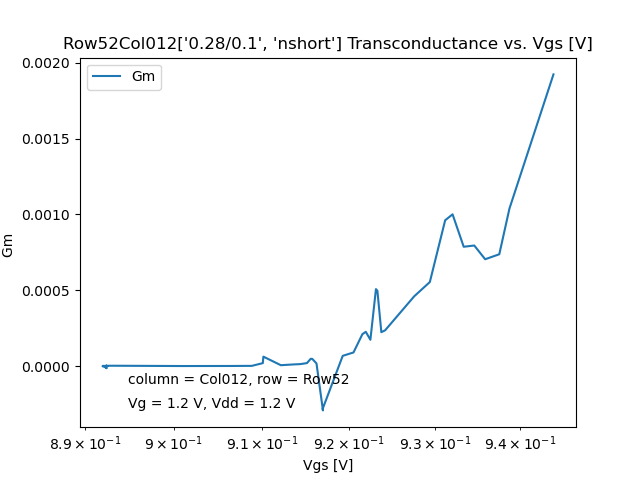 Row52Col012['0.28/0.1', 'nshort'] Transconductance vs. Vgs [V]
Gm
0.0020
0.0015
0.0010
0.0005
0.0000
Gm
column = Col012, row = Row52
Vg = 1.2 V, Vdd = 1.2 V
8.9 × 10⁻¹ 9 × 10⁻¹ 9.1 × 10⁻¹ 9.2 × 10⁻¹ 9.3 × 10⁻¹ 9.4 × 10⁻¹
Vgs [V]